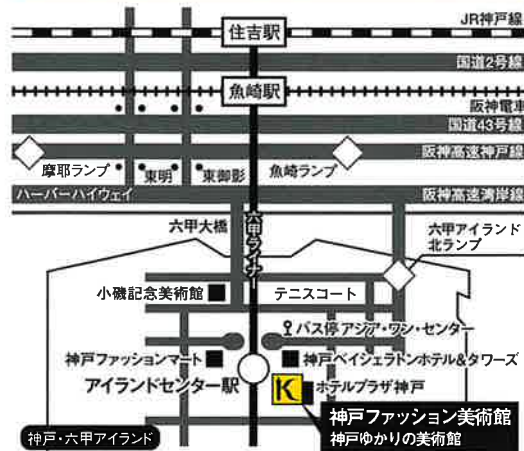 JR神戸線
住吉駅
国道2号線
魚崎駅
阪神電車
国道43号線
阪神高速神戸線
摩耶ランプ
東明
東御影
魚崎ランプ
ハーバーハイウェイ
阪神高速湾岸線
六甲大橋
六甲ライナー
六甲アイランド
北ランプ
小磯記念美術館
テニスコート
バス停 アジア・ワン・センター
神戸ファッションマート
神戸ベイシェラトンホテル&タワーズ
アイランドセンター駅
K
ホテルプラザ神戸
神戸ファッション美術館
神戸ゆかりの美術館
神戸・六甲アイランド